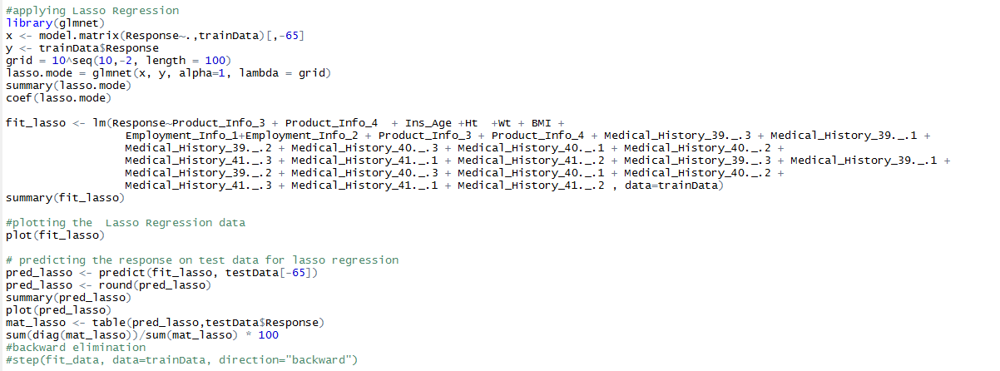 #applying Lasso Regression
library(glmnet)
x <- model.matrix(Response~.,trainData)[,-65]
y <- trainData$Response
grid = 10^seq(10,-2, length = 100)
lasso.mode = glmnet(x, y, alpha=1, lambda = grid)
summary(lasso.mode)
coef(lasso.mode)
fit_lasso <- lm(Response~Product_Info_3 + Product_Info_4  + Ins_Age +Ht  +Wt + BMI +
Employment_Info_1+Employment_Info_2 + Product_Info_3 + Product_Info_4 + Medical_History_39._.3 + Medical_History_39._.1 +
Medical_History_39._.2 + Medical_History_40._.3 + Medical_History_40._.1 + Medical_History_40._.2 +
Medical_History_41._.3 + Medical_History_41._.1 + Medical_History_41._.2 + Medical_History_39._.3 + Medical_History_39._.1 +
Medical_History_39._.2 + Medical_History_40._.3 + Medical_History_40._.1 + Medical_History_40._.2 +
Medical_History_41._.3 + Medical_History_41._.1 + Medical_History_41._.2 , data=trainData)
summary(fit_lasso)
#plotting the  Lasso Regression data
plot(fit_lasso)
# predicting the response on test data for lasso regression
pred_lasso <- predict(fit_lasso, testData[-65])
pred_lasso <- round(pred_lasso)
summary(pred_lasso)
plot(pred_lasso)
mat_lasso <- table(pred_lasso,testData$Response)
sum(diag(mat_lasso))/sum(mat_lasso) * 100
#backward elimination
#step(fit_data, data=trainData, direction="backward")